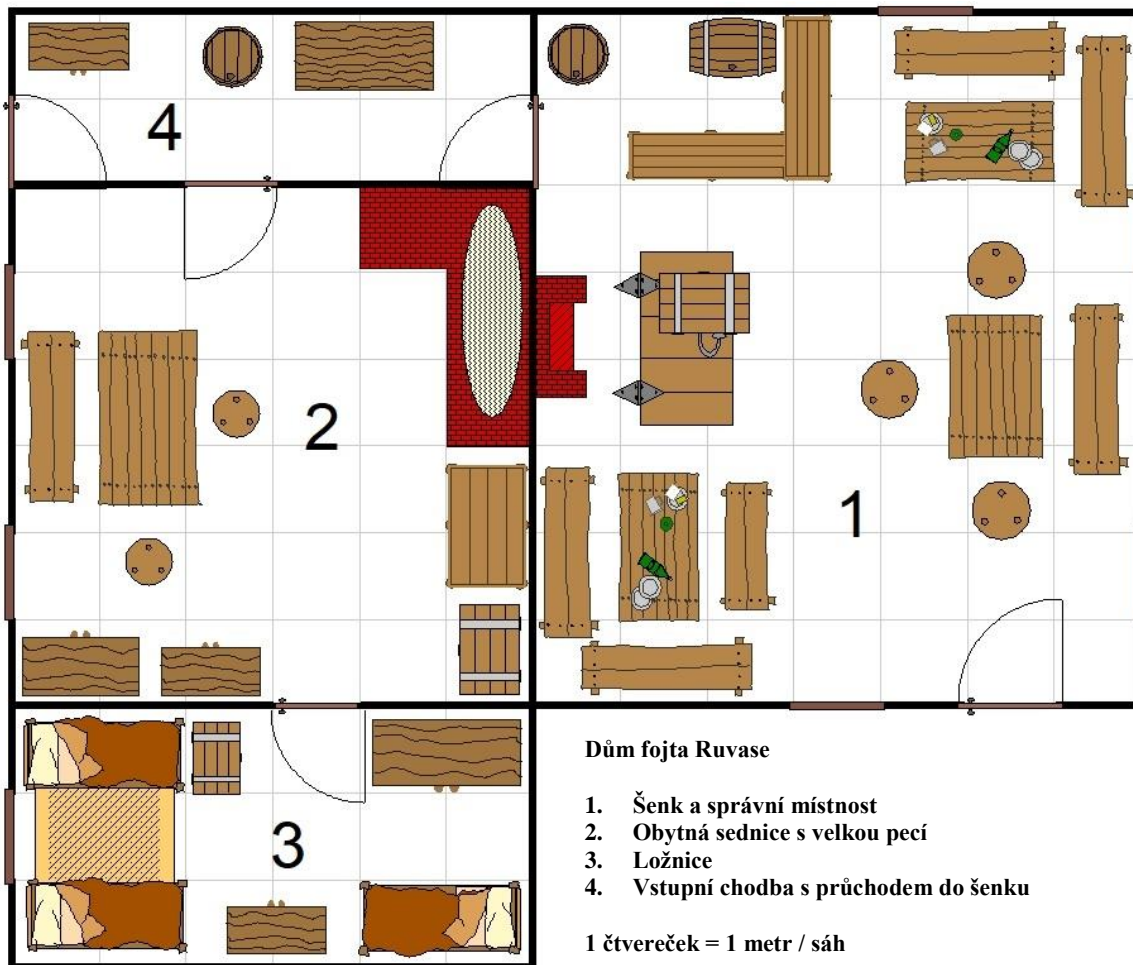 4
2
1
3
Dům fojta Ruvase
1. Šenk a správní místnost
2. Obytná sednice s velkou pecí
3. Ložnice
4. Vstupní chodba s průchodem do šenku
1 čtvereček = 1 metr / sáh